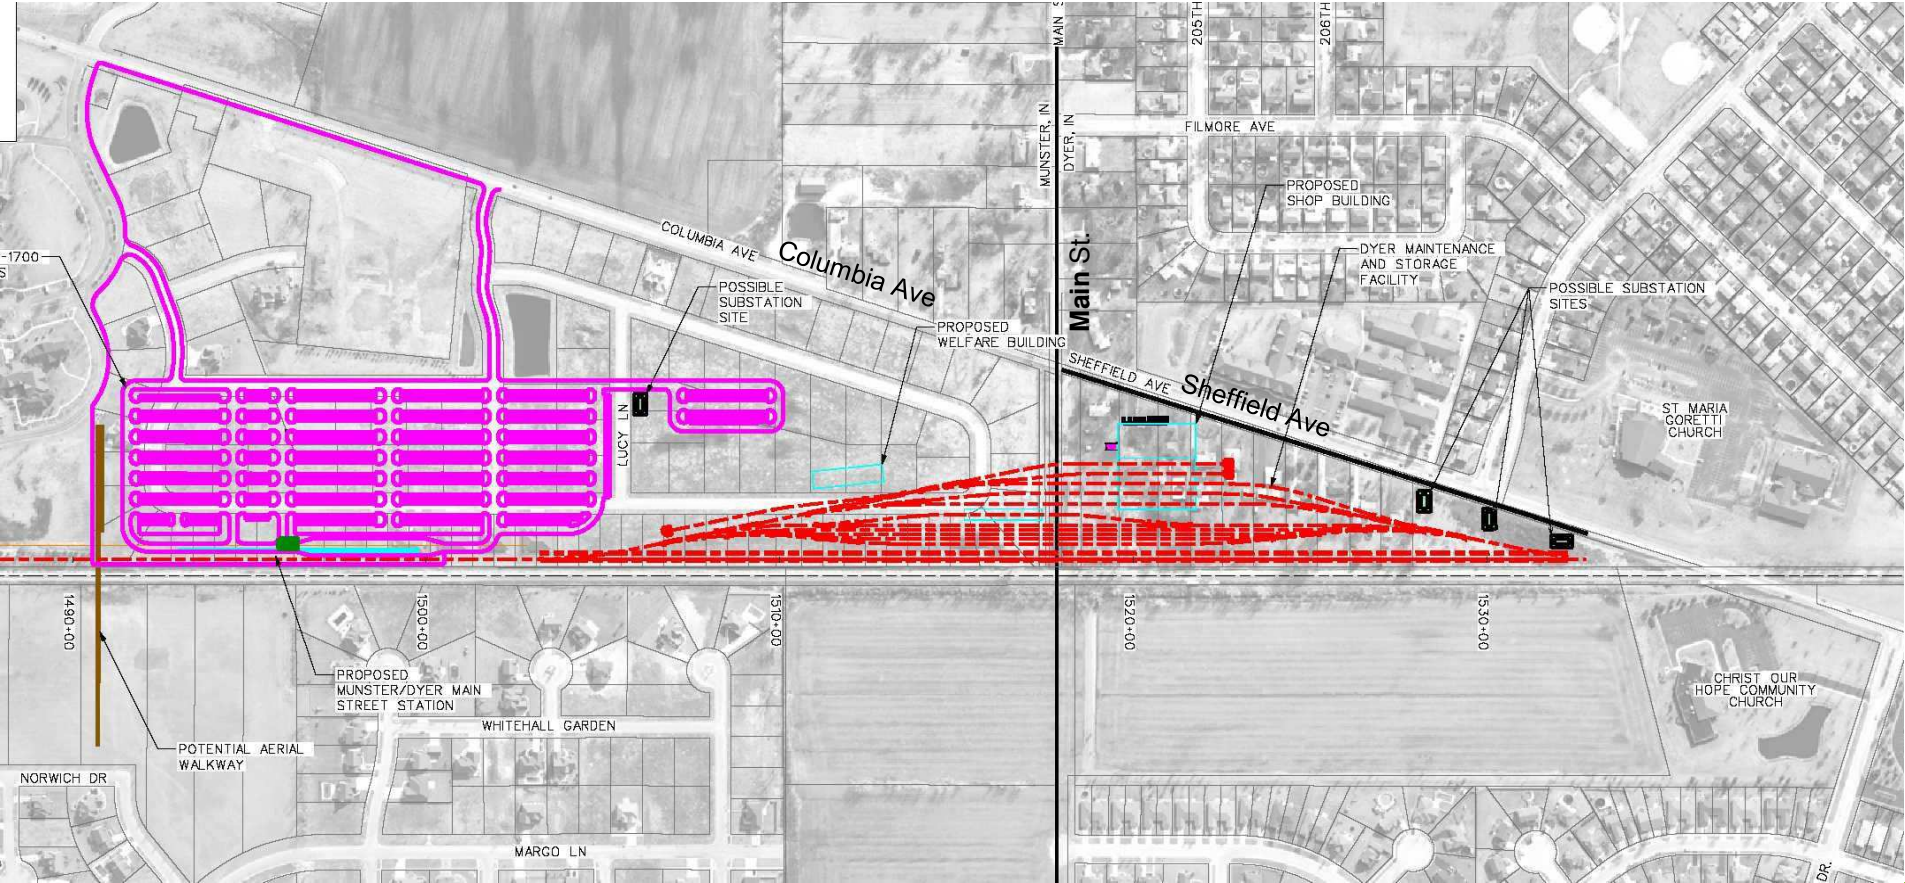 MAIN S
205TH
206TH
MUNSTER, IN
DYER, IN
FILMORE AVE
PROPOSED
SHOP BUILDING
-1700
S
COLUMBIA AVE
Columbia Ave
Main St.
DYER MAINTENANCE
AND STORAGE
FACILITY
POSSIBLE
SUBSTATION
SITE
POSSIBLE SUBSTATION
SITES
PROPOSED
WELFARE BUILDING
SHEFFIELD AVE
Sheffield Ave
LUCY LN
ST MARIA
GORETTI
CHURCH
1490+00
1500+00
1510+00
1520+00
1530+00
PROPOSED
MUNSTER/DYER MAIN
STREET STATION
WHITEHALL GARDEN
CHRIST OUR
HOPE COMMUNITY
CHURCH
POTENTIAL AERIAL
WALKWAY
NORWICH DR
MARGO LN
DR.